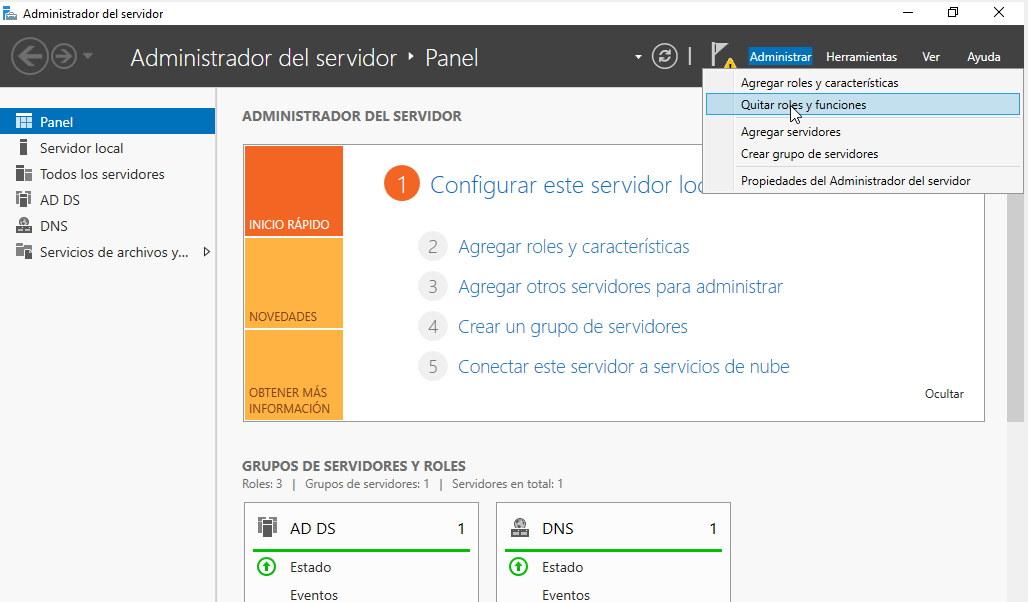 Administrador del servidor
Administrador del servidor ‣ Panel
Administrar
Herramientas
Ver
Ayuda
Agregar roles y características
Quitar roles y funciones
Agregar servidores
Crear grupo de servidores
Propiedades del Administrador del servidor
Panel
Servidor local
Todos los servidores
AD DS
DNS
Servicios de archivos y...
ADMINISTRADOR DEL SERVIDOR
INICIO RÁPIDO
NOVEDADES
OBTENER MÁS
INFORMACIÓN
1 Configurar este servidor
2 Agregar roles y características
3 Agregar otros servidores para administrar
4 Crear un grupo de servidores
5 Conectar este servidor a servicios de nube
Ocultar
GRUPOS DE SERVIDORES Y ROLES
Roles: 3 | Grupos de servidores: 1 | Servidores en total: 1
AD DS 1
Estado
Eventos
DNS 1
Estado
Eventos